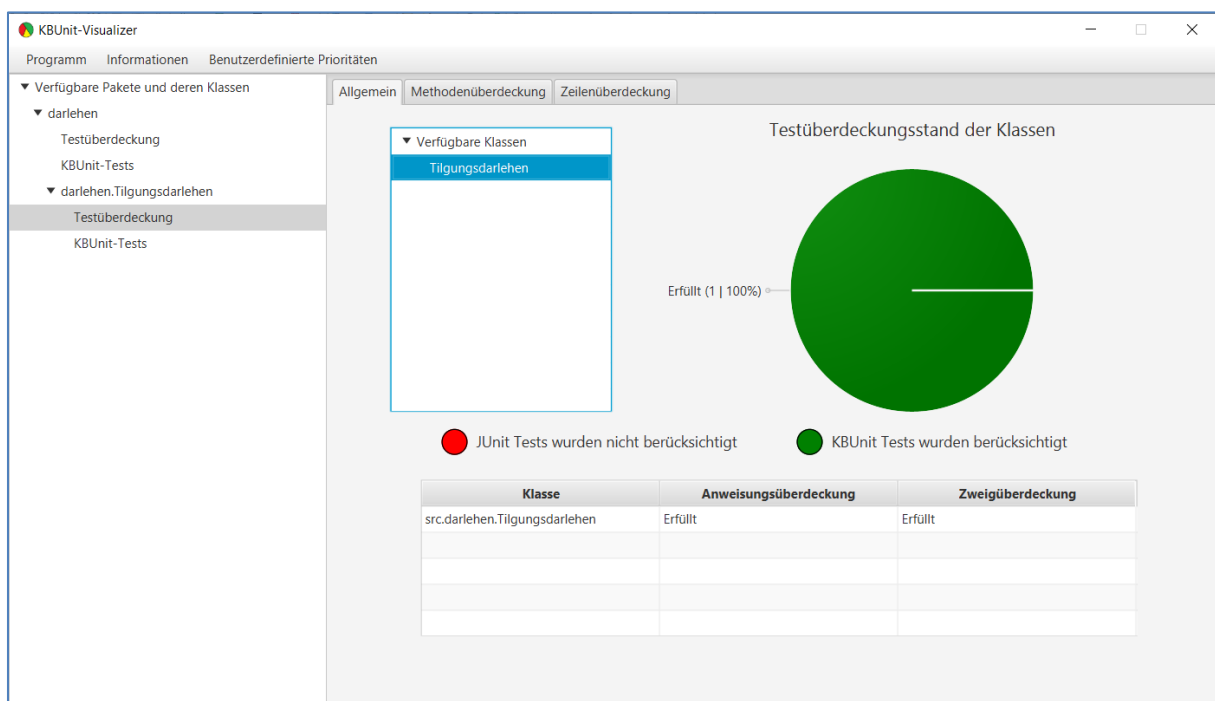 KBUnit-Visualizer
Programm Informationen Benutzerdefinierte Prioritäten
Verfügbare Pakete und deren Klassen
darlehen
Testüberdeckung
KBUnit-Tests
darlehen.Tilgungsdarlehen
Testüberdeckung
KBUnit-Tests
Allgemein Methodenüberdeckung Zeilenüberdeckung
Verfügbare Klassen
Tilgungsdarlehen
Testüberdeckungsstand der Klassen
Erfüllt (1 | 100%)
JUnit Tests wurden nicht berücksichtigt
KBUnit Tests wurden berücksichtigt
Klasse Anweisungsüberdeckung Zweigüberdeckung
src.darlehen.Tilgungsdarlehen Erfüllt Erfüllt